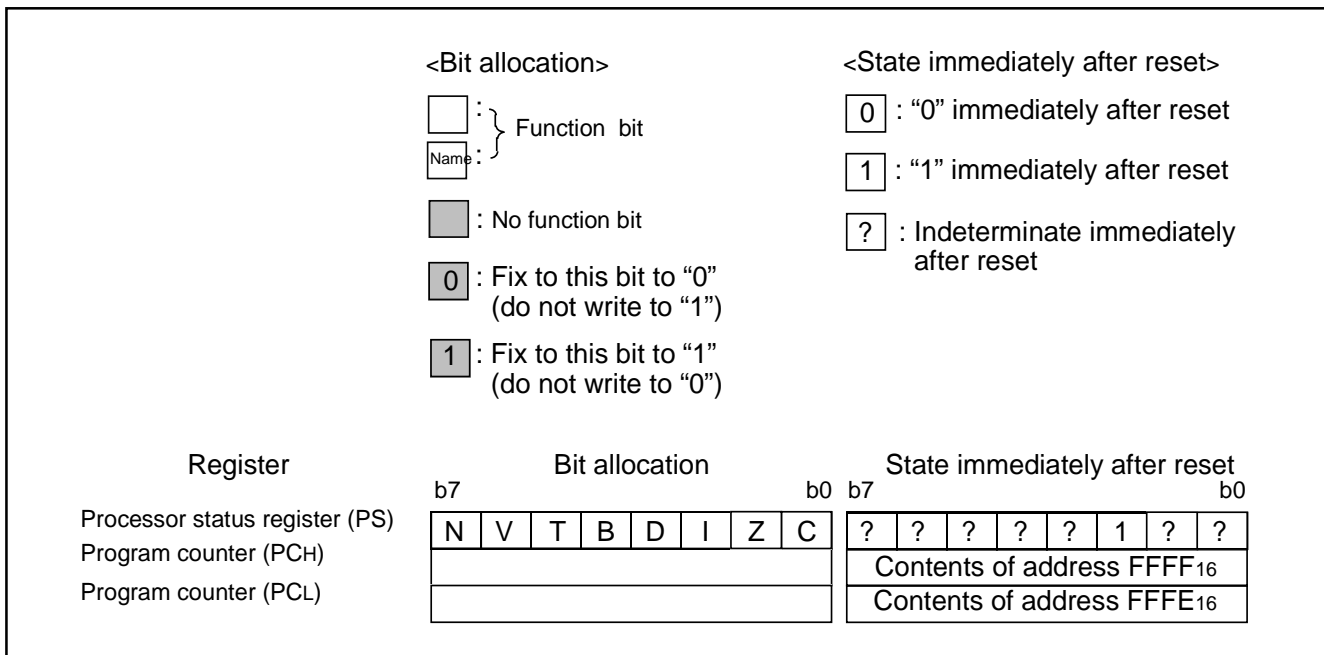 <Bit allocation>
:
Function bit
Name :
: No function bit
0 : Fix to this bit to “0”
(do not write to “1”)
1 : Fix to this bit to “1”
(do not write to “0”)
<State immediately after reset>
0 : “0” immediately after reset
1 : “1” immediately after reset
? : Indeterminate immediately
after reset
Register Bit allocation State immediately after reset
b7 b0 b7 b0
Processor status register (PS) N V T B D I Z C ? ? ? ? ? 1 ? ?
Program counter (PCH) Contents of address FFFF16
Program counter (PCL) Contents of address FFFE16